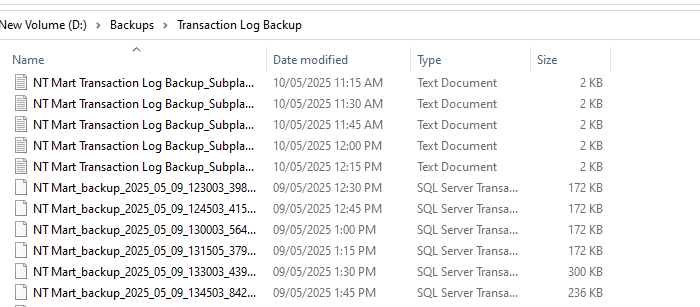 New Volume (D:) > Backups > Transaction Log Backup
Name Date modified Type Size
NT Mart Transaction Log Backup_Subpla... 10/05/2025 11:15 AM Text Document 2 KB
NT Mart Transaction Log Backup_Subpla... 10/05/2025 11:30 AM Text Document 2 KB
NT Mart Transaction Log Backup_Subpla... 10/05/2025 11:45 AM Text Document 2 KB
NT Mart Transaction Log Backup_Subpla... 10/05/2025 12:00 PM Text Document 2 KB
NT Mart Transaction Log Backup_Subpla... 10/05/2025 12:15 PM Text Document 2 KB
NT Mart_backup_2025_05_09_123003_398... 09/05/2025 12:30 PM SQL Server Transa... 172 KB
NT Mart_backup_2025_05_09_124503_415... 09/05/2025 12:45 PM SQL Server Transa... 172 KB
NT Mart_backup_2025_05_09_130003_564... 09/05/2025 1:00 PM SQL Server Transa... 172 KB
NT Mart_backup_2025_05_09_131505_379... 09/05/2025 1:15 PM SQL Server Transa... 172 KB
NT Mart_backup_2025_05_09_133003_439... 09/05/2025 1:30 PM SQL Server Transa... 300 KB
NT Mart_backup_2025_05_09_134503_842... 09/05/2025 1:45 PM SQL Server Transa... 236 KB